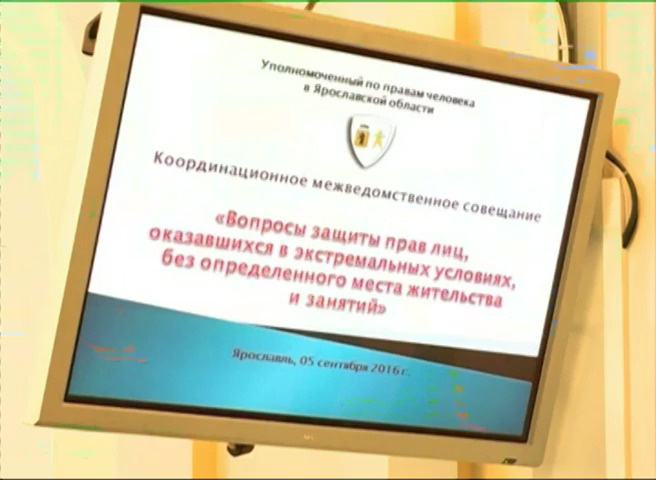 Уполномоченный по правам человека
в Ярославской области
Координационное межведомственное совещание
«Вопросы защиты прав лиц,
оказавшихся в экстремальных условиях,
без определенного места жительства
и занятий»
Ярославль, 05 сентября 2016 г.